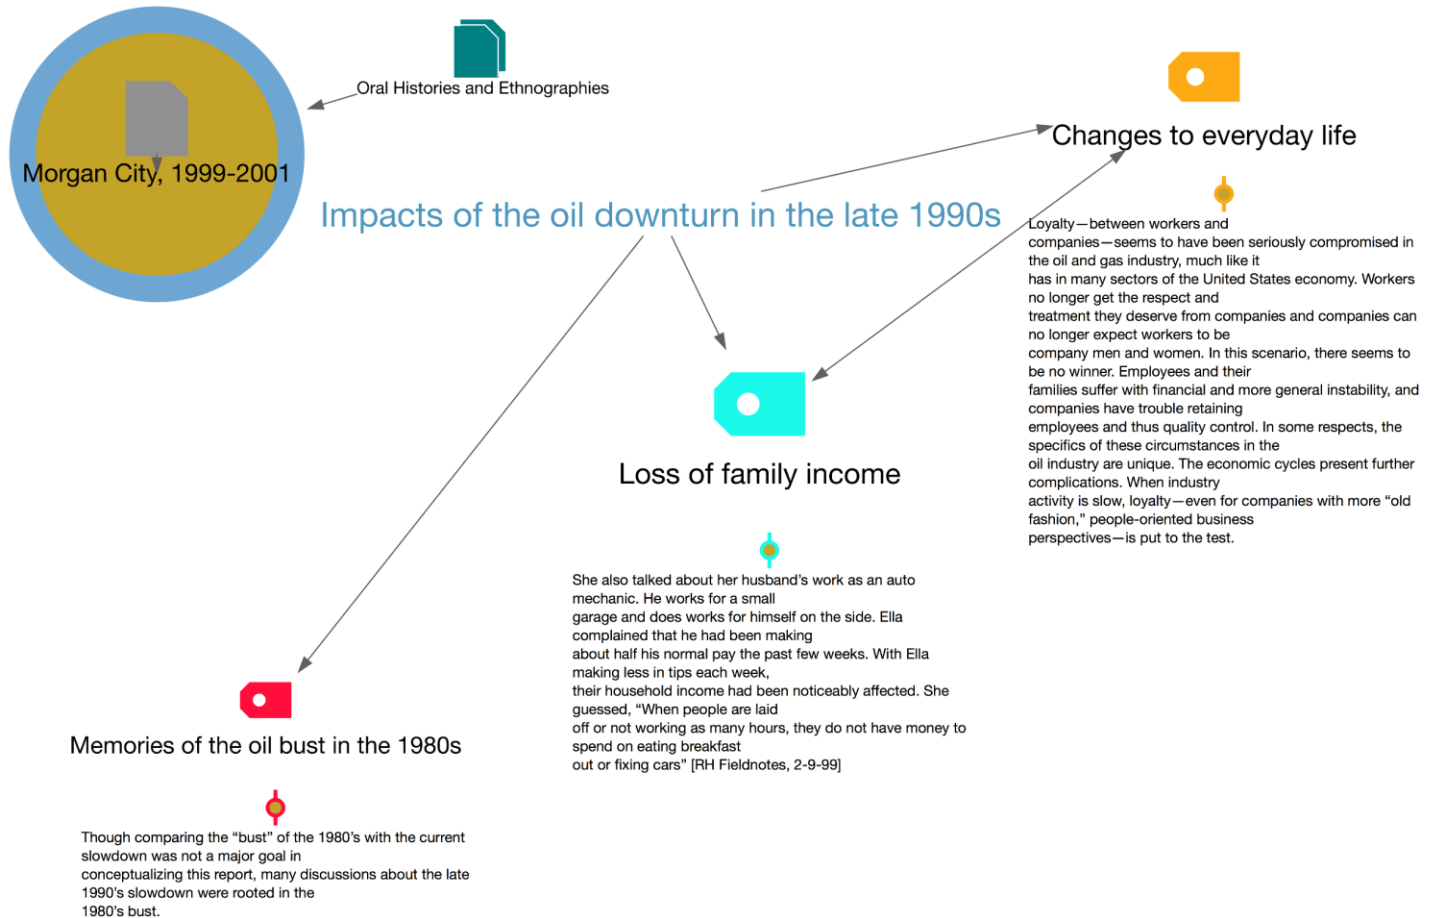 Oral Histories and Ethnographies
Morgan City, 1999-2001
Impacts of the oil downturn in the late 1990s
Changes to everyday life
Loyalty—between workers and
companies—seems to have been seriously compromised in
the oil and gas industry, much like it
has in many sectors of the United States economy. Workers
no longer get the respect and
treatment they deserve from companies and companies can
no longer expect workers to be
company men and women. In this scenario, there seems to
be no winner. Employees and their
families suffer with financial and more general instability, and
companies have trouble retaining
employees and thus quality control. In some respects, the
specifics of these circumstances in the
oil industry are unique. The economic cycles present further
complications. When industry
activity is slow, loyalty—even for companies with more “old
fashion,” people-oriented business
perspectives—is put to the test.
Loss of family income
She also talked about her husband’s work as an auto
mechanic. He works for a small
garage and does works for himself on the side. Ella
complained that he had been making
about half his normal pay the past few weeks. With Ella
making less in tips each week,
their household income had been noticeably affected. She
guessed, “When people are laid
off or not working as many hours, they do not have money to
spend on eating breakfast
out or fixing cars” [RH Fieldnotes, 2-9-99]
Memories of the oil bust in the 1980s
Though comparing the “bust” of the 1980’s with the current
slowdown was not a major goal in
conceptualizing this report, many discussions about the late
1990’s slowdown were rooted in the
1980’s bust.